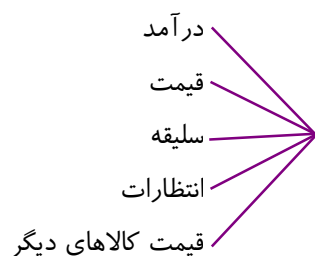 درآمد
قیمت
سلیقه
انتظارات
قیمت کالاهای دیگر